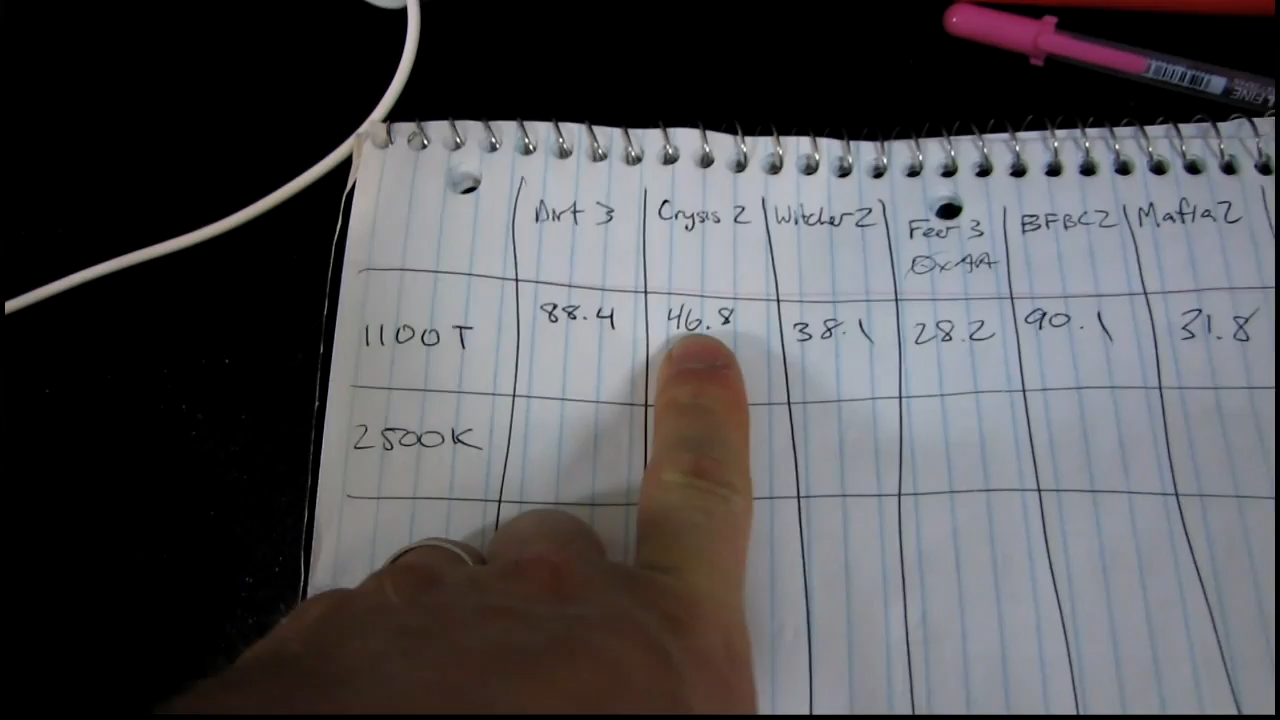 Dirt 3 Crysis 2 Witcher 2 Fear 3 BFBC2 Mafia 2
0xAA
1100T 88.4 46.8 38.1 28.2 90.1 31.8
2500K
FINE